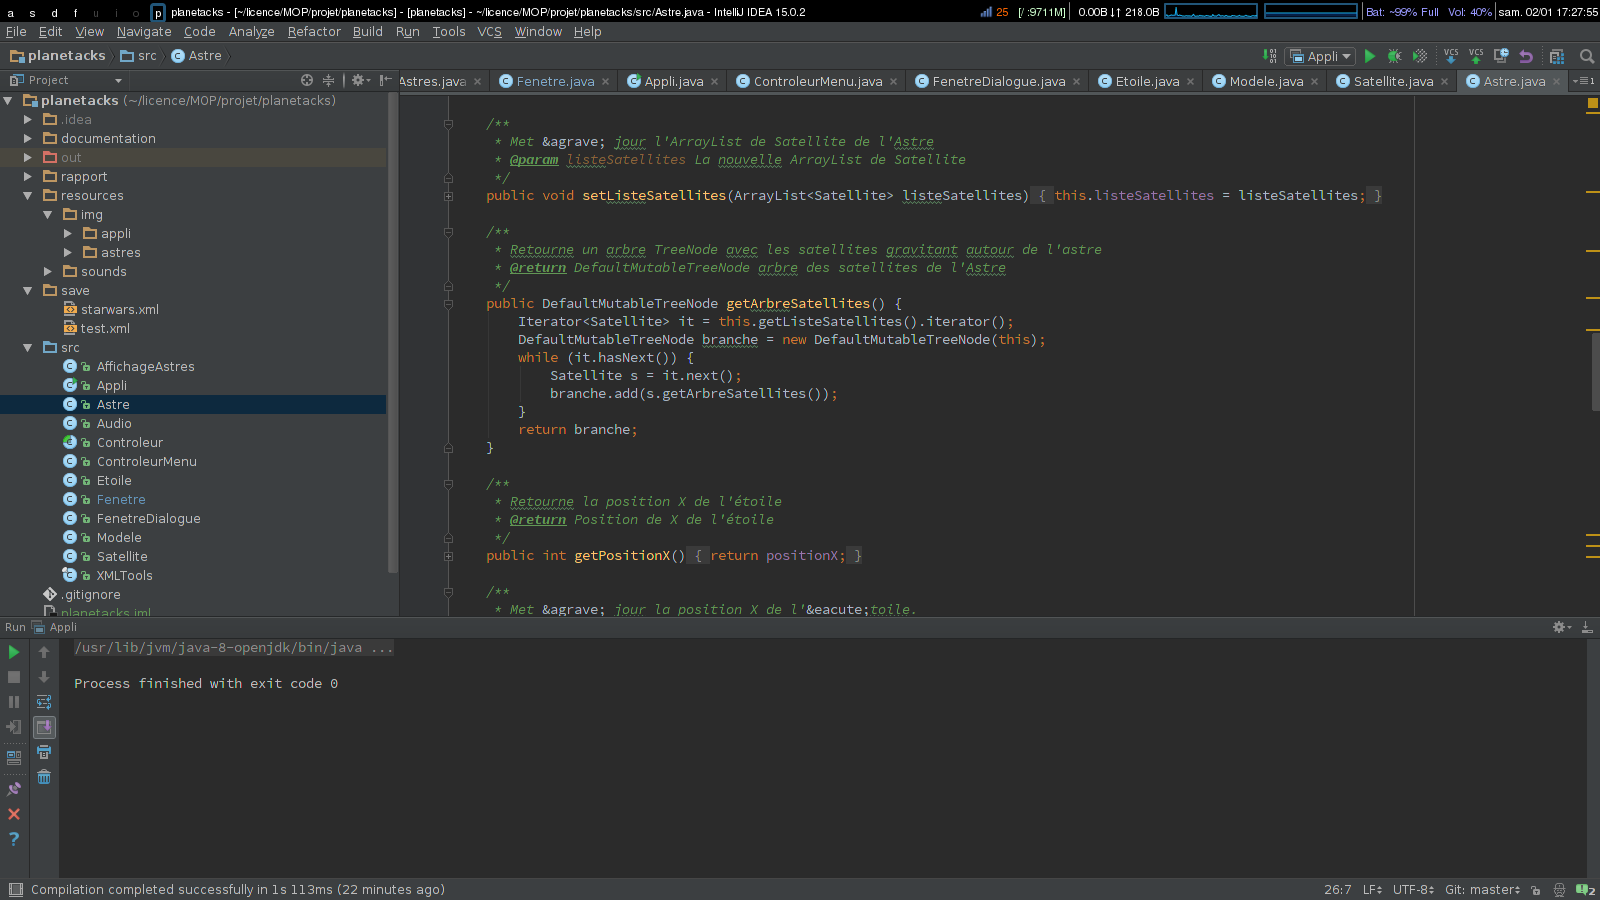 a s d f u i o p planetacks - [~/licence/MOP/projet/planetacks] - [planetacks] - ~/licence/MOP/projet/planetacks/src/Astre.java - IntelliJ IDEA 15.0.2 25 [/ :9711M] 0.00B↓↑ 218.0B Bat: ~99% Full Vol: 40% sam. 02/01 17:27:55
File Edit View Navigate Code Analyze Refactor Build Run Tools VCS Window Help
planetacks src Astre Appli VCS VCS
Project Astres.java Fenetre.java Appli.java ControleurMenu.java FenetreDialogue.java Etoile.java Modele.java Satellite.java Astre.java
planetacks (~/licence/MOP/projet/planetacks)
.idea
documentation
out
rapport
resources
img
appli
astres
sounds
save
starwars.xml
test.xml
src
AffichageAstres
Appli
Astre
Audio
Controleur
ControleurMenu
Etoile
Fenetre
FenetreDialogue
Modele
Satellite
XMLTools
.gitignore
planetacks.iml
/**
* Met &agrave; jour l'ArrayList de Satellite de l'Astre
* @param listeSatellites La nouvelle ArrayList de Satellite
*/
public void setListeSatellites(ArrayList<Satellite> listeSatellites) { this.listeSatellites = listeSatellites; }
/**
* Retourne un arbre TreeNode avec les satellites gravitant autour de l'astre
* @return DefaultMutableTreeNode arbre des satellites de l'Astre
*/
public DefaultMutableTreeNode getArbreSatellites() {
Iterator<Satellite> it = this.getListeSatellites().iterator();
DefaultMutableTreeNode branche = new DefaultMutableTreeNode(this);
while (it.hasNext()) {
Satellite s = it.next();
branche.add(s.getArbreSatellites());
}
return branche;
}
/**
* Retourne la position X de l'étoile
* @return Position de X de l'étoile
*/
public int getPositionX() { return positionX; }
/**
* Met &agrave; jour la position X de l'&eacute;toile.
Run Appli
/usr/lib/jvm/java-8-openjdk/bin/java ...
Process finished with exit code 0
Compilation completed successfully in 1s 113ms (22 minutes ago) 26:7 LF UTF-8 Git: master 2